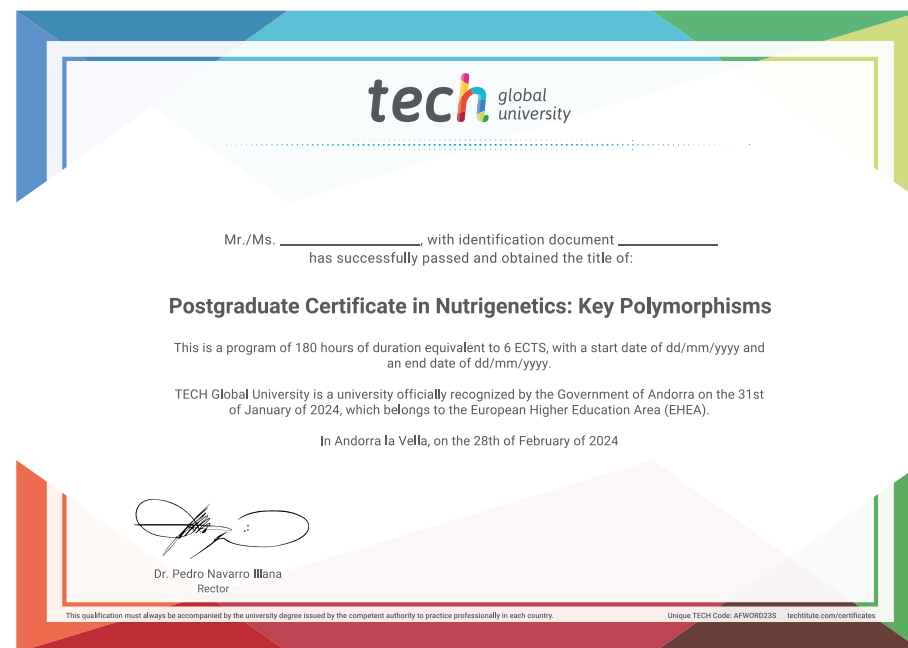 tech global university
Mr./Ms. ____________, with identification document ____________
has successfully passed and obtained the title of:
Postgraduate Certificate in Nutrigenetics: Key Polymorphisms
This is a program of 180 hours of duration equivalent to 6 ECTS, with a start date of dd/mm/yyyy and
an end date of dd/mm/yyyy.
TECH Global University is a university officially recognized by the Government of Andorra on the 31st
of January of 2024, which belongs to the European Higher Education Area (EHEA).
In Andorra la Vella, on the 28th of February of 2024
Dr. Pedro Navarro Illana
Rector
This qualification must always be accompanied by the university degree issued by the competent authority to practice professionally in each country.
Unique TECH Code: AFWORD23S techtitute.com/certificates